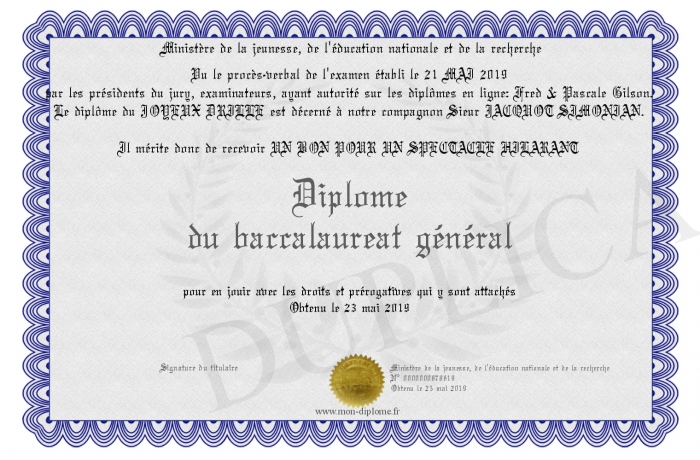 Ministère de la jeunesse, de l'éducation nationale et de la recherche
Vu le procès-verbal de l'examen établi le 21 MAI 2019
par les présidents du jury, examinateurs, ayant autorité sur les diplômes en ligne: Fred & Pascale Gilson.
Le diplôme du JOYEUX DRILLE est décerné à notre compagnon Sieur JACQUOT SIMONIAN.
Il mérite donc de recevoir UN BON POUR UN SPECTACLE HILARANT
Diplome
du baccalaureat général
pour en jouir avec les droits et prérogatives qui y sont attachés
Obtenu le 23 mai 2019
DUPLICA
Signature du titulaire
Ministère de la jeunesse, de l'éducation nationale et de la recherche
N°
Obtenu le 23 mai 2019
www.mon-diplome.fr